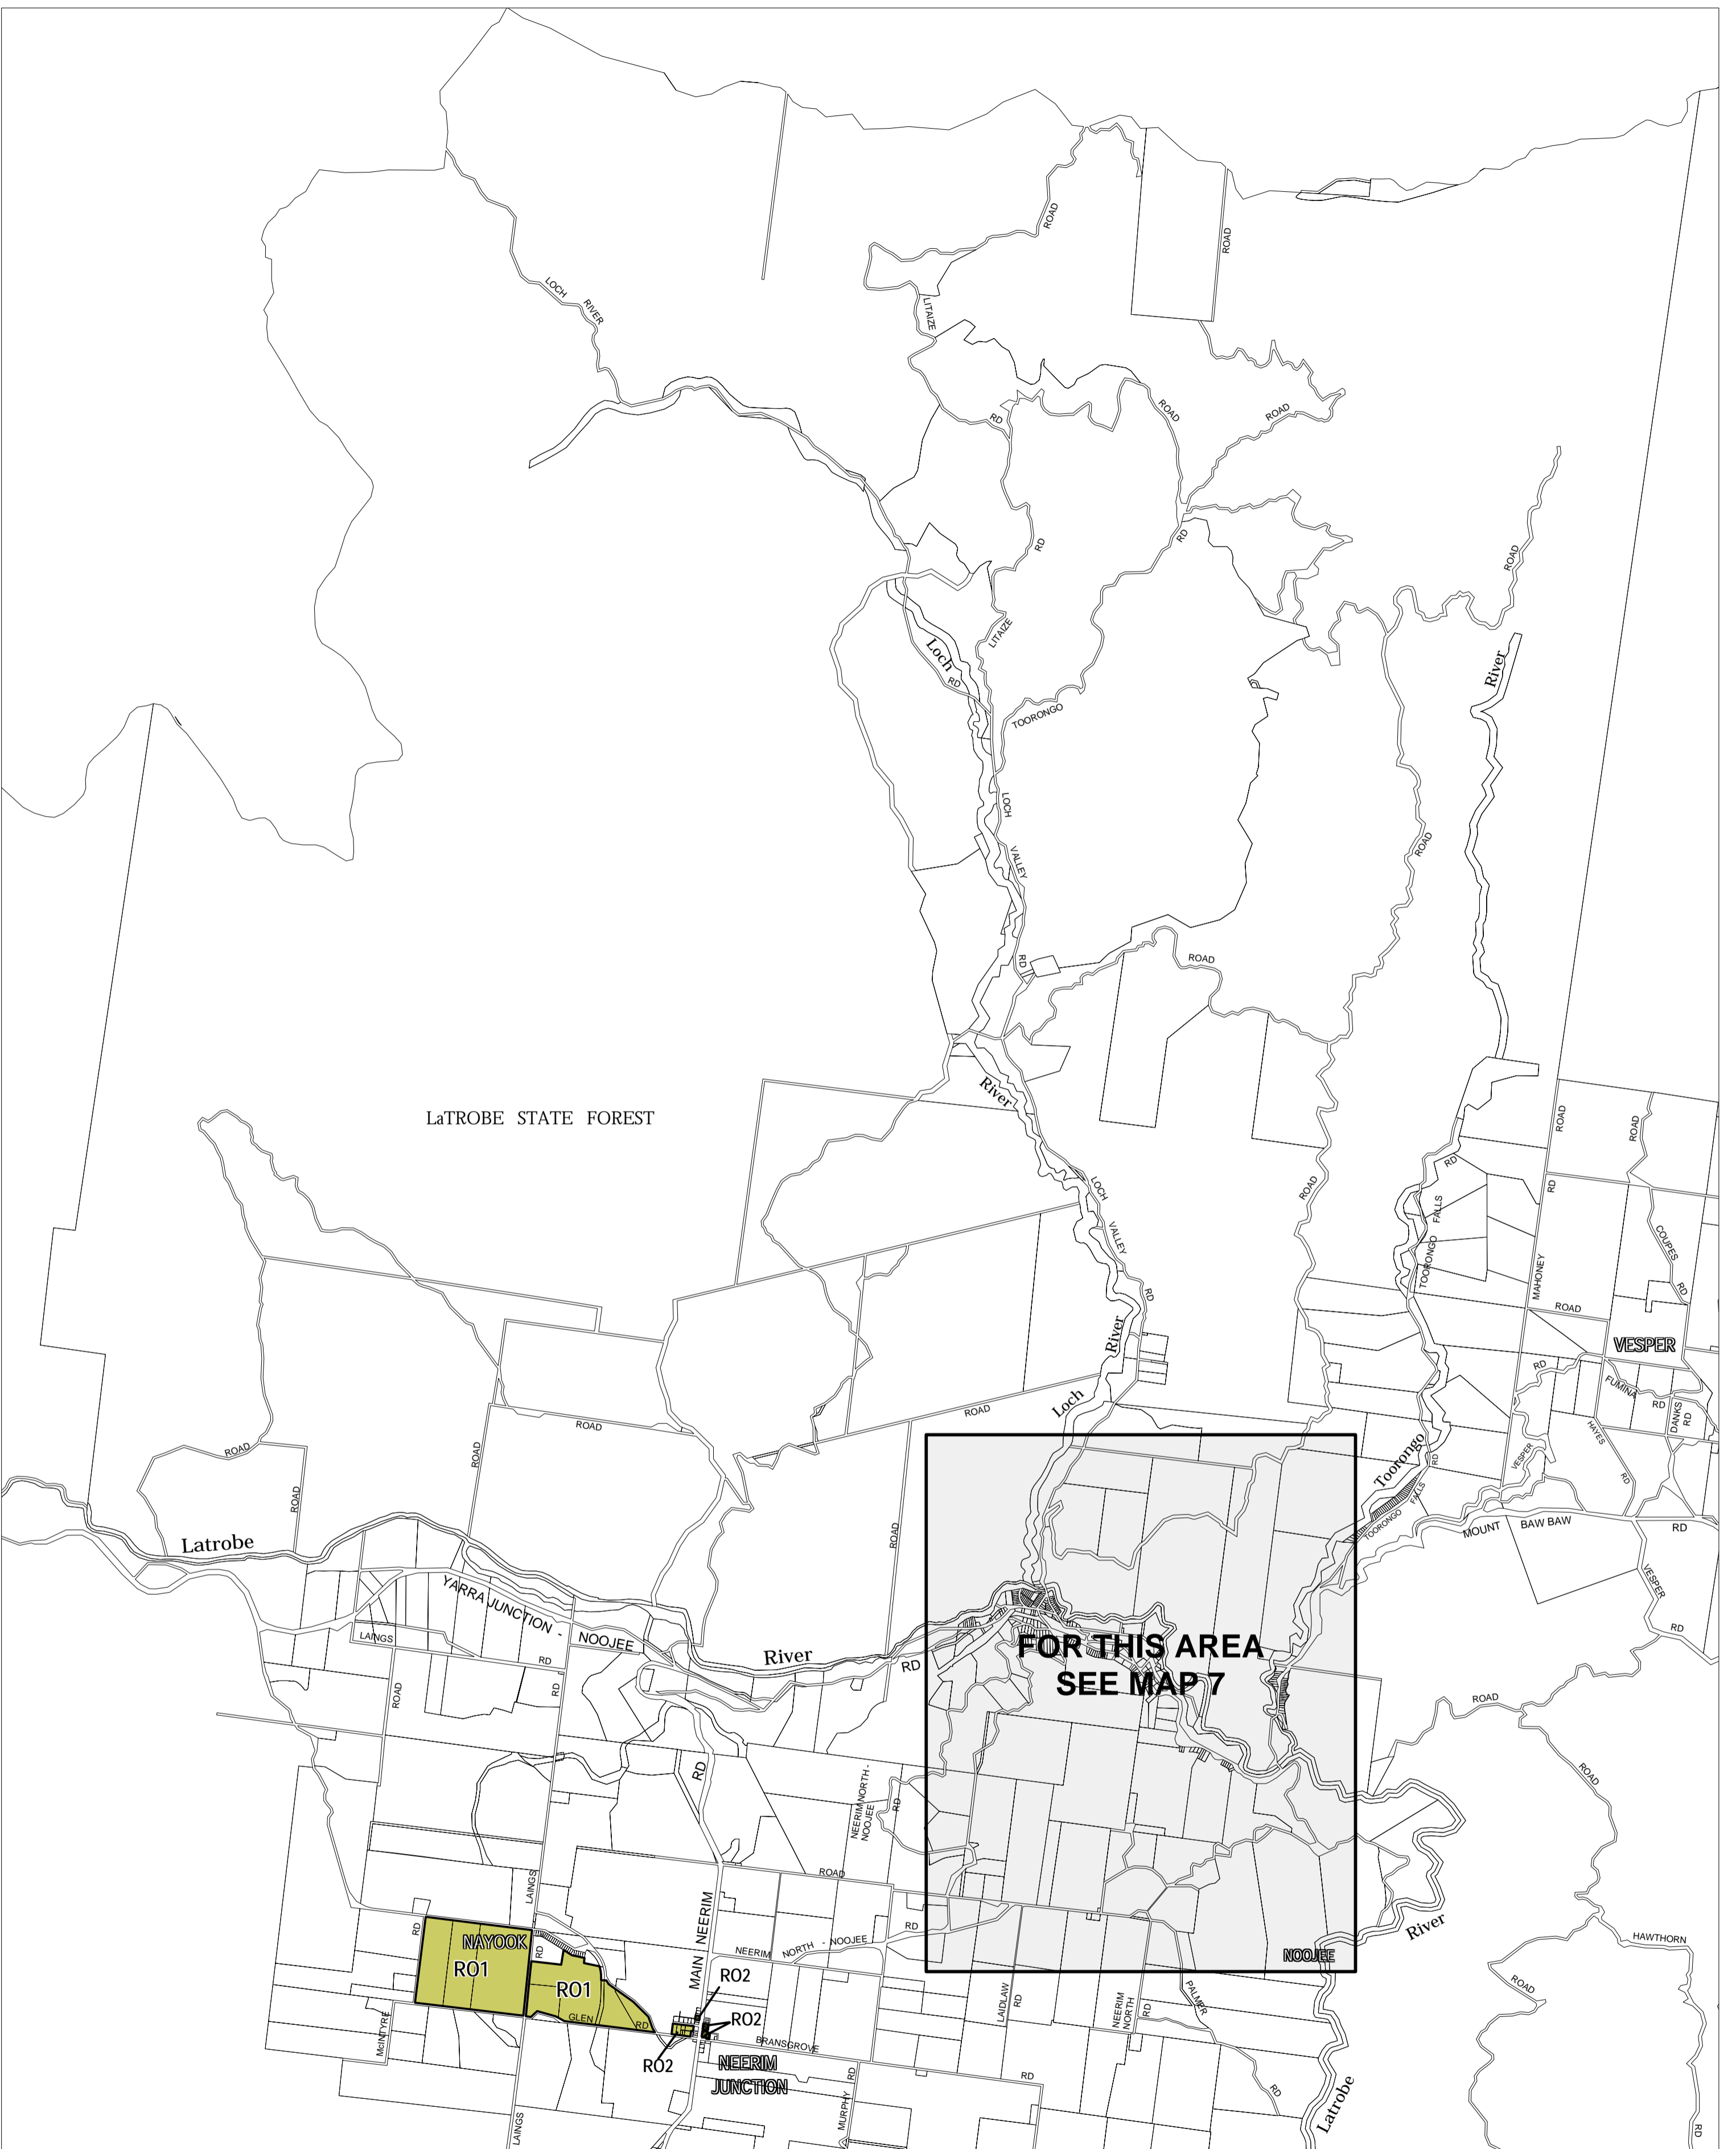 ROAD
ROAD
LOCH
RIVER
LITAIZE
ROAD
ROAD
RD
RD
RD
ROAD
LITAIZE
Loch
RD
River
TOORONGO
LOCH
VALLEY
ROAD
RD
ROAD
River
LaTROBE STATE FOREST
ROAD
ROAD
RD
LOCH
ROAD
RD
TOORONGO FALLS
VALLEY
COUPES
RD
MAHONEY
RD
ROAD
River
VESPER
RD
FUMINA
RD
DANKS
RD
Loch
ROAD
ROAD
ROAD
ROAD
HAYES
RD
Toorongo
RD
VESPER
ROAD
ROAD
TOORONGO
FALLS
MOUNT
BAW BAW
RD
Latrobe
YARRA JUNCTION -
NOOJEE
VESPER
LAINGS
RD
River
RD
RD
ROAD
RD
FOR THIS AREA
SEE MAP 7
ROAD
RD
ROAD
NEERIM NORTH -
NOOJEE
RD
ROAD
LAINGS
RD
NAYOOK
RD
RO1
RO1
MAIN NEERIM
NEERIM
NORTH - NOOJEE
RD
River
NOOJEE
HAWTHORN
RO2
ROAD
LAIDLAW
RD
NEERIM
NORTH
RD
PALMER
McINTYRE
GLEN
RD
RO2
BRANSGROVE
RO2
NEERIM
JUNCTION
RD
RD
RD
MURPHY
Latrobe
LAINGS
RD